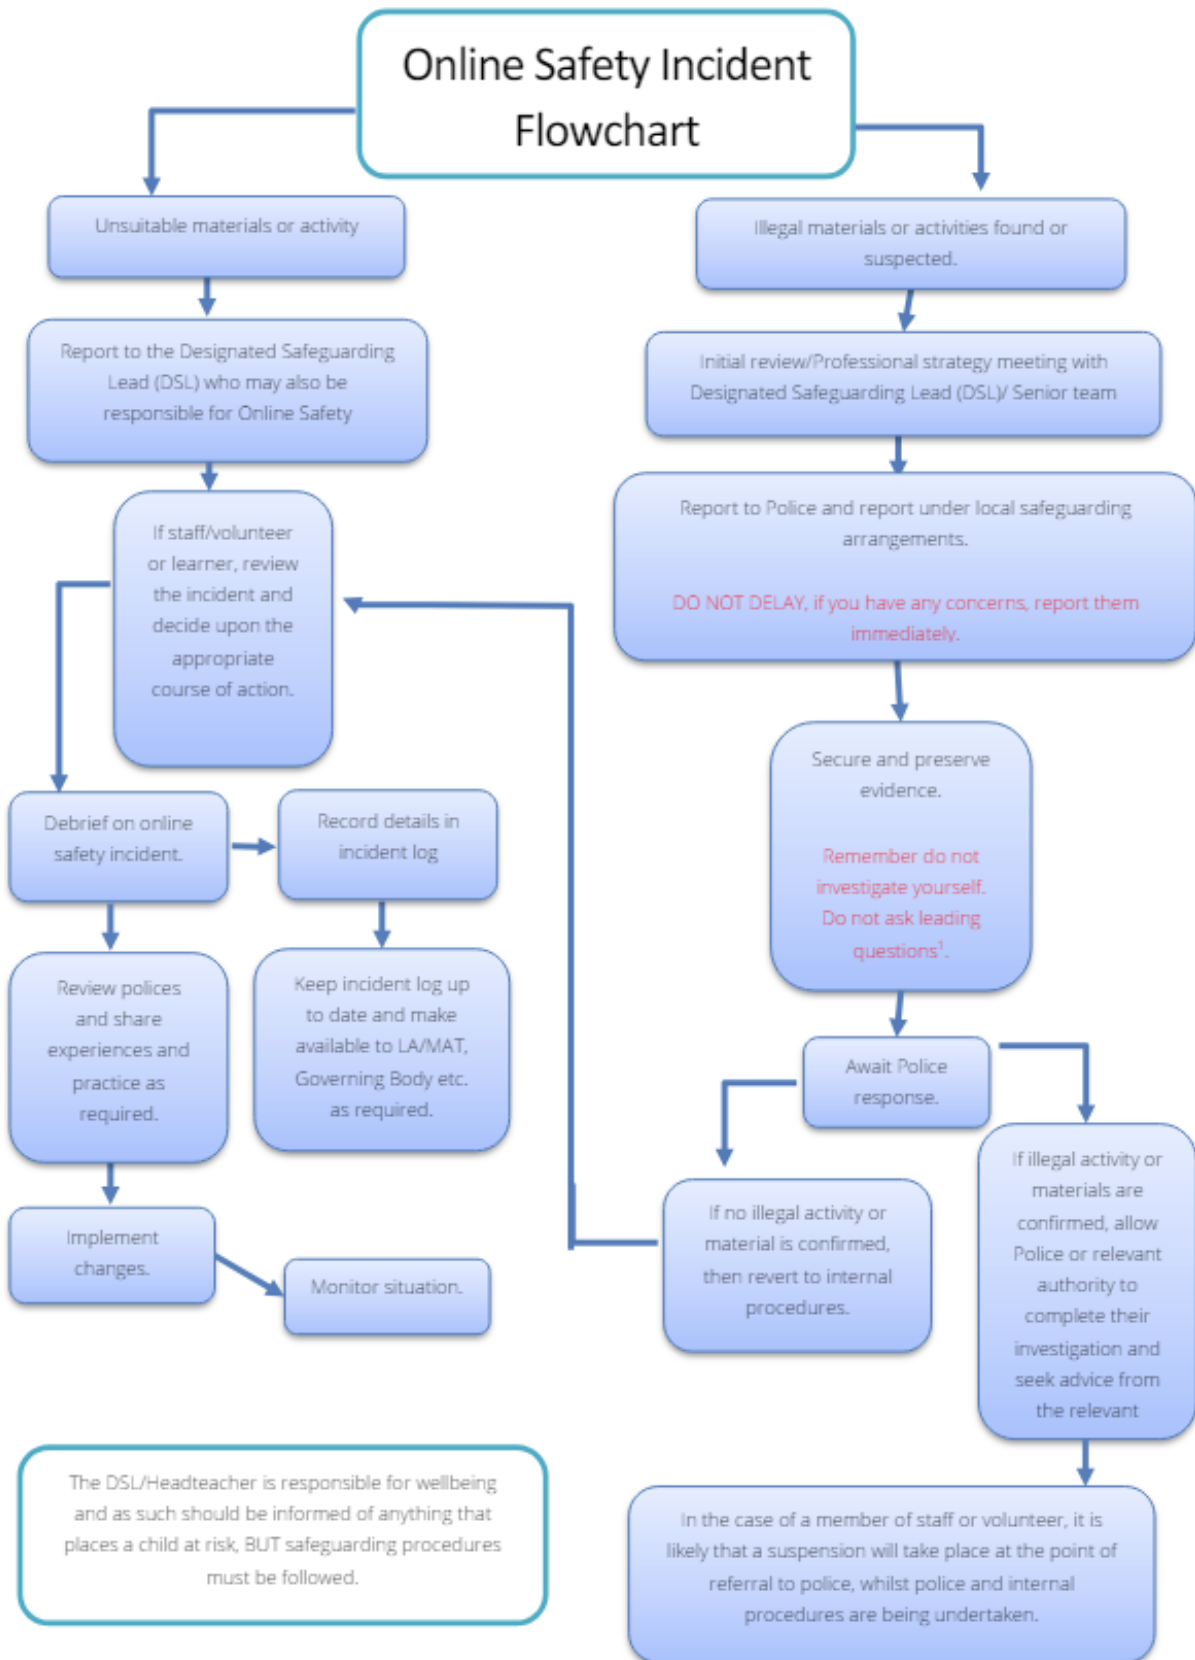 Online Safety Incident
Flowchart
Unsuitable materials or activity
Report to the Designated Safeguarding
Lead (DSL) who may also be
responsible for Online Safety
If staff/volunteer
or learner, review
the incident and
decide upon the
appropriate
course of action.
Debrief on online
safety incident.
Record details in
incident log
Review polices
and share
experiences and
practice as
required.
Keep incident log up
to date and make
available to LA/MAT,
Governing Body etc.
as required.
Implement
changes.
Monitor situation.
Illegal materials or activities found or
suspected.
Initial review/Professional strategy meeting with
Designated Safeguarding Lead (DSL)/ Senior team
Report to Police and report under local safeguarding
arrangements.
DO NOT DELAY, if you have any concerns, report them
immediately.
Secure and preserve
evidence.
Remember do not
investigate yourself.
Do not ask leading
questions¹.
Await Police
response.
If no illegal activity or
material is confirmed,
then revert to internal
procedures.
If illegal activity or
materials are
confirmed, allow
Police or relevant
authority to
complete their
investigation and
seek advice from
the relevant
In the case of a member of staff or volunteer, it is
likely that a suspension will take place at the point of
referral to police, whilst police and internal
procedures are being undertaken.
The DSL/Headteacher is responsible for wellbeing
and as such should be informed of anything that
places a child at risk, BUT safeguarding procedures
must be followed.